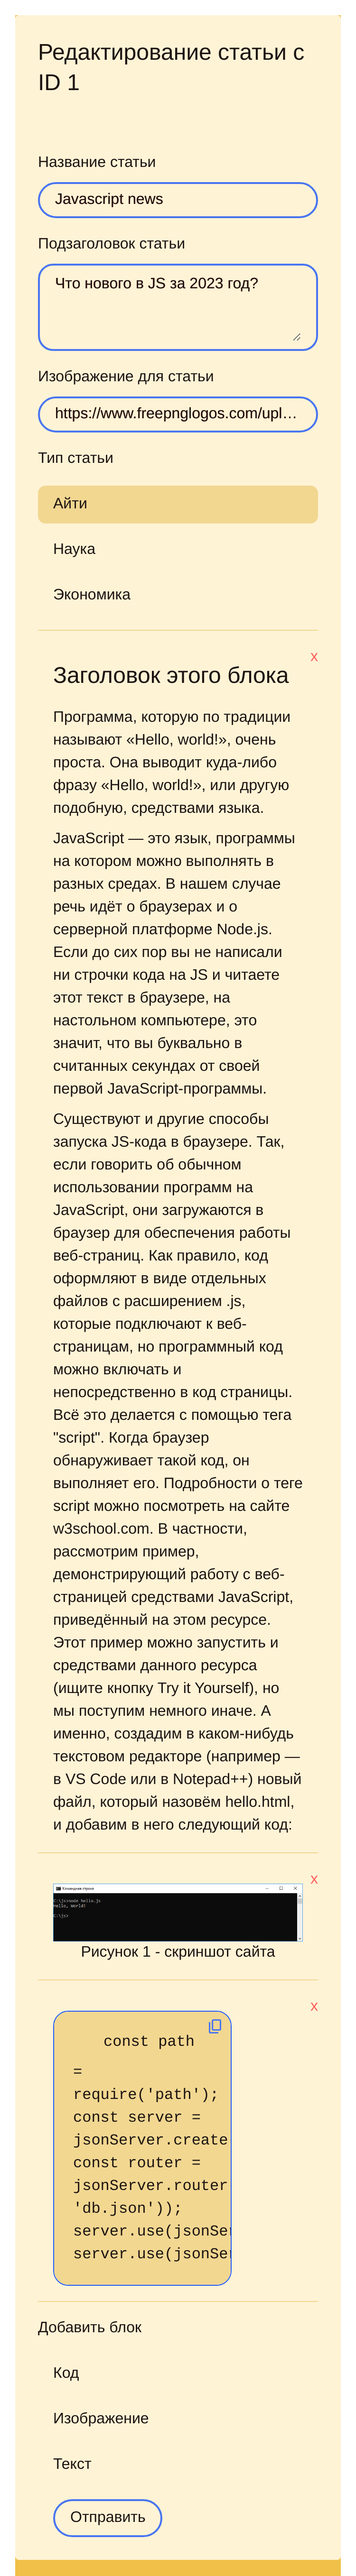 Редактирование статьи с
ID 1
Название статьи
Javascript news
Подзаголовок статьи
Что нового в JS за 2023 год?
Изображение для статьи
https://www.freepnglogos.com/upl…
Тип статьи
Айти
Наука
Экономика
x
Заголовок этого блока
Программа, которую по традиции
называют «Hello, world!», очень
проста. Она выводит куда-либо
фразу «Hello, world!», или другую
подобную, средствами языка.
JavaScript — это язык, программы
на котором можно выполнять в
разных средах. В нашем случае
речь идёт о браузерах и о
серверной платформе Node.js.
Если до сих пор вы не написали
ни строчки кода на JS и читаете
этот текст в браузере, на
настольном компьютере, это
значит, что вы буквально в
считанных секундах от своей
первой JavaScript-программы.
Существуют и другие способы
запуска JS-кода в браузере. Так,
если говорить об обычном
использовании программ на
JavaScript, они загружаются в
браузер для обеспечения работы
веб-страниц. Как правило, код
оформляют в виде отдельных
файлов с расширением .js,
которые подключают к веб-
страницам, но программный код
можно включать и
непосредственно в код страницы.
Всё это делается с помощью тега
"script". Когда браузер
обнаруживает такой код, он
выполняет его. Подробности о теге
script можно посмотреть на сайте
w3school.com. В частности,
рассмотрим пример,
демонстрирующий работу с веб-
страницей средствами JavaScript,
приведённый на этом ресурсе.
Этот пример можно запустить и
средствами данного ресурса
(ищите кнопку Try it Yourself), но
мы поступим немного иначе. А
именно, создадим в каком-нибудь
текстовом редакторе (например —
в VS Code или в Notepad++) новый
файл, который назовём hello.html,
и добавим в него следующий код:
x
Командная строка
C:\js>node hello.js
Hello, World!
C:\js>
Рисунок 1 - скриншот сайта
x
const path
=
require('path');
const server =
jsonServer.create
const router =
jsonServer.router
'db.json'));
server.use(jsonSer
server.use(jsonSer
Добавить блок
Код
Изображение
Текст
Отправить